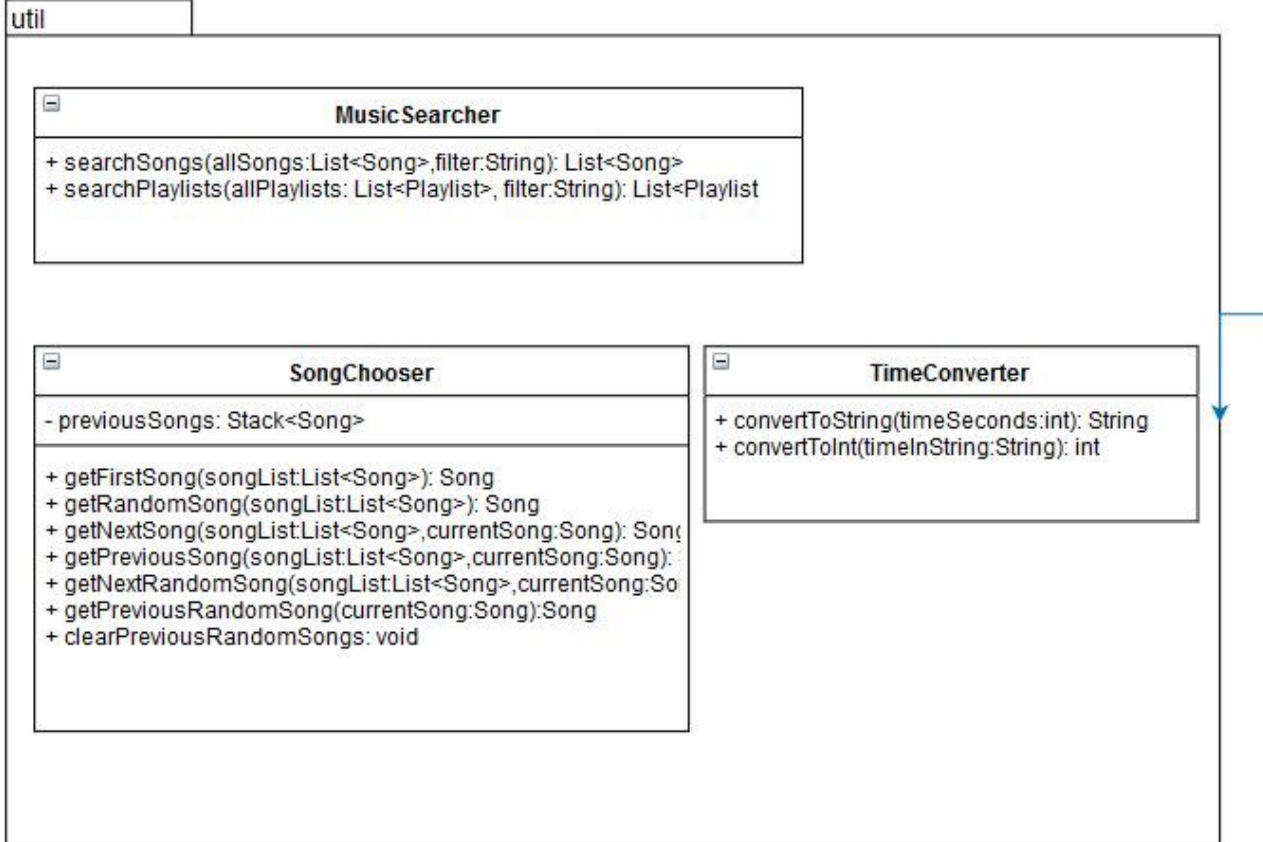 util
MusicSearcher
+ searchSongs(allSongs:List<Song>,filter:String): List<Song>
+ searchPlaylists(allPlaylists: List<Playlist>, filter:String): List<Playlist
SongChooser
- previousSongs: Stack<Song>
+ getFirstSong(songList:List<Song>): Song
+ getRandomSong(songList:List<Song>): Song
+ getNextSong(songList:List<Song>,currentSong:Song): Song
+ getPreviousSong(songList:List<Song>,currentSong:Song):
+ getNextRandomSong(songList:List<Song>,currentSong:So
+ getPreviousRandomSong(currentSong:Song):Song
+ clearPreviousRandomSongs: void
TimeConverter
+ convertToString(timeSeconds:int): String
+ convertToInt(timeInString:String): int